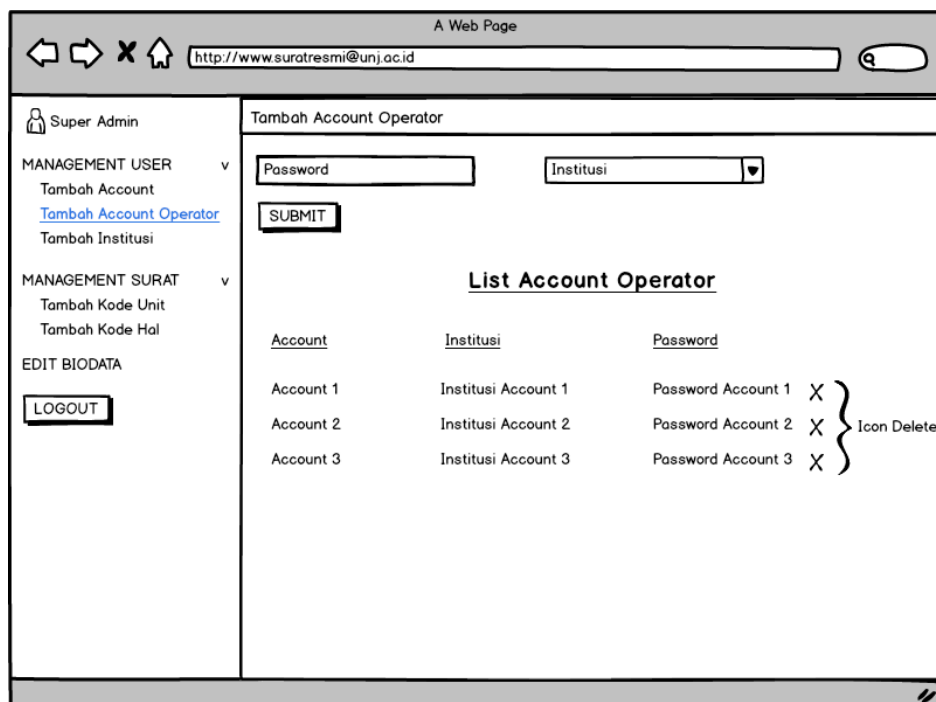 A Web Page
http://www.suratresmi@unj.ac.id
Super Admin
MANAGEMENT USER v
Tambah Account
Tambah Account Operator
Tambah Institusi
MANAGEMENT SURAT v
Tambah Kode Unit
Tambah Kode Hal
EDIT BIODATA
LOGOUT
Tambah Account Operator
Password Institusi
SUBMIT
List Account Operator
Account Institusi Password
Account 1 Institusi Account 1 Password Account 1 X
Account 2 Institusi Account 2 Password Account 2 X
Account 3 Institusi Account 3 Password Account 3 X
Icon Delete